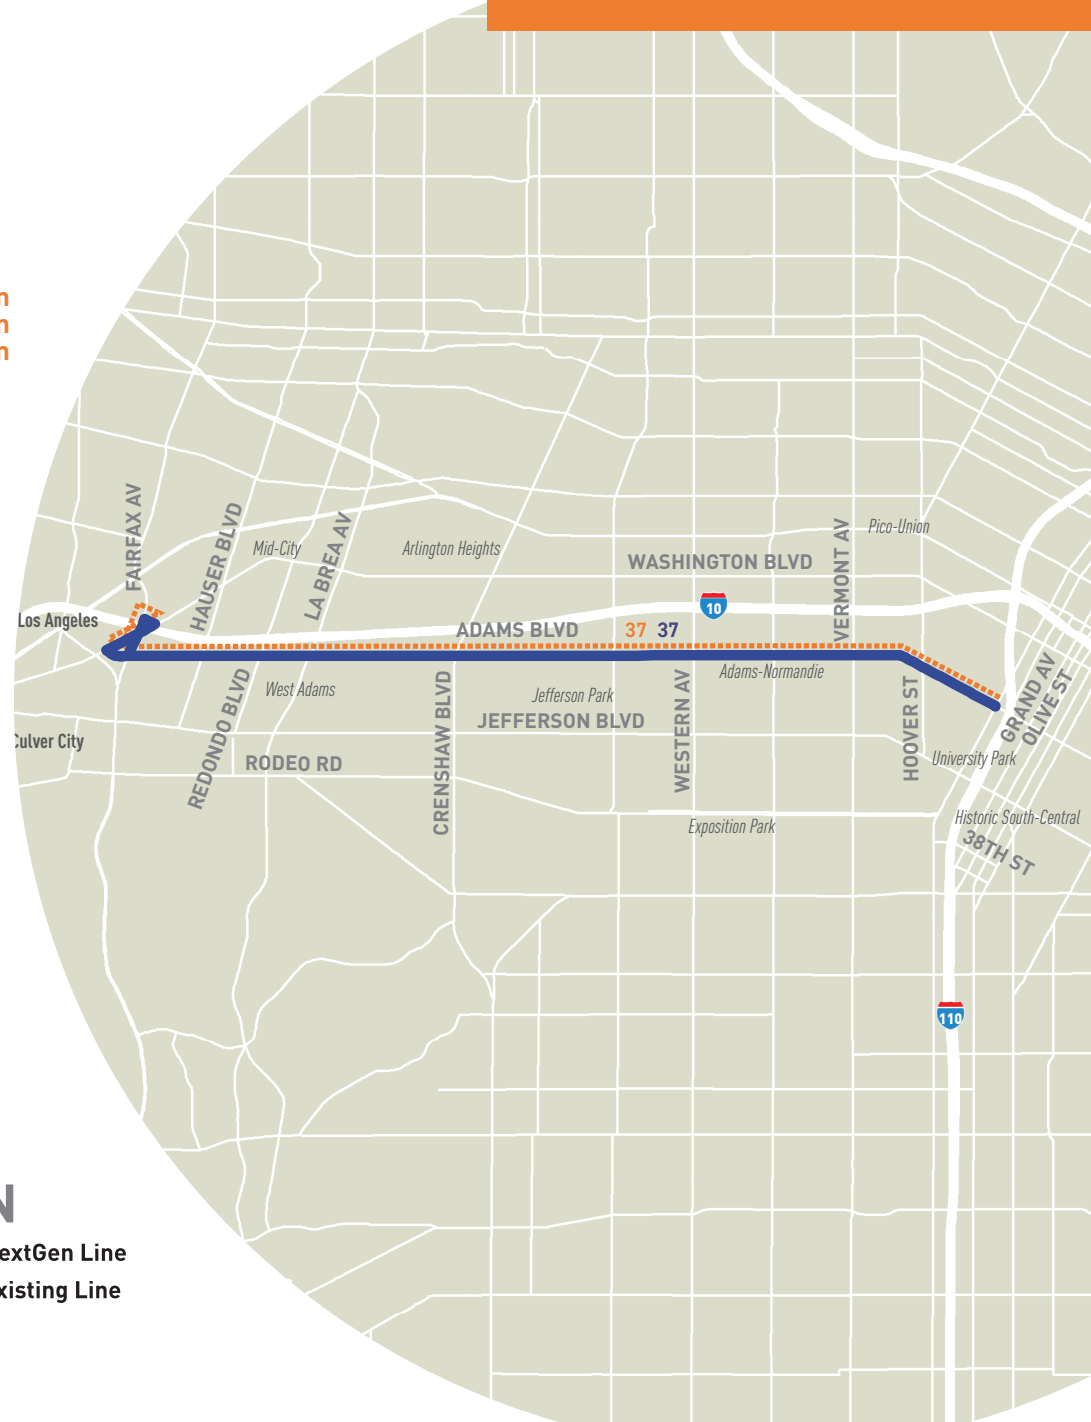 n
n
n
FAIRFAX AV
HAUSER BLVD
LA BREA AV
Mid-City
Arlington Heights
Pico-Union
VERMONT AV
WASHINGTON BLVD
10
Los Angeles
ADAMS BLVD
37
37
Adams-Normandie
West Adams
Jefferson Park
JEFFERSON BLVD
REDONDO BLVD
CRENSHAW BLVD
WESTERN AV
HOOVER ST
GRAND AV
OLIVE ST
Culver City
RODEO RD
University Park
Exposition Park
Historic South-Central
38TH ST
110
N
extGen Line
xisting Line